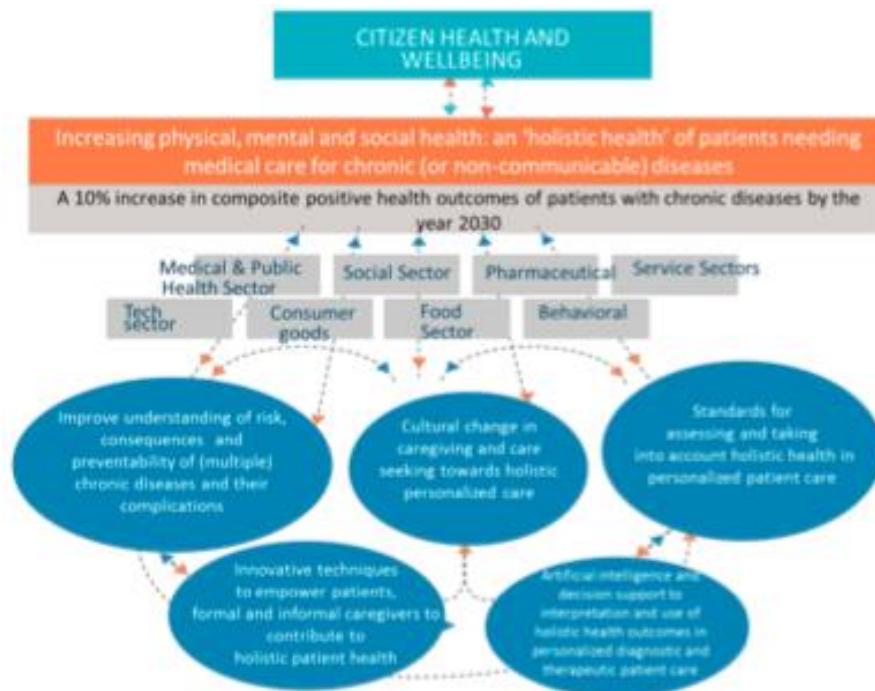 CITIZEN HEALTH AND
WELLBEING
Increasing physical, mental and social health: an 'holistic health' of patients needing
medical care for chronic (or non-communicable) diseases
A 10% increase in composite positive health outcomes of patients with chronic diseases by the
year 2030
Medical & Public
Health Sector
Social Sector
Pharmaceutical
Service Sectors
Tech
sector
Consumer
goods
Food
Sector
Behavioral
Improve understanding of risk,
consequences and
preventability of (multiple)
chronic diseases and their
complications
Cultural change in
caregiving and care
seeking towards holistic
personalized care
Standards for
assessing and taking
into account holistic health in
personalized patient care
Innovative techniques
to empower patients,
formal and informal caregivers to
contribute to
holistic patient health
Artificial intelligence and
decision support to
interpretation and use of
holistic health outcomes in
personalized diagnostic and
therapeutic patient care